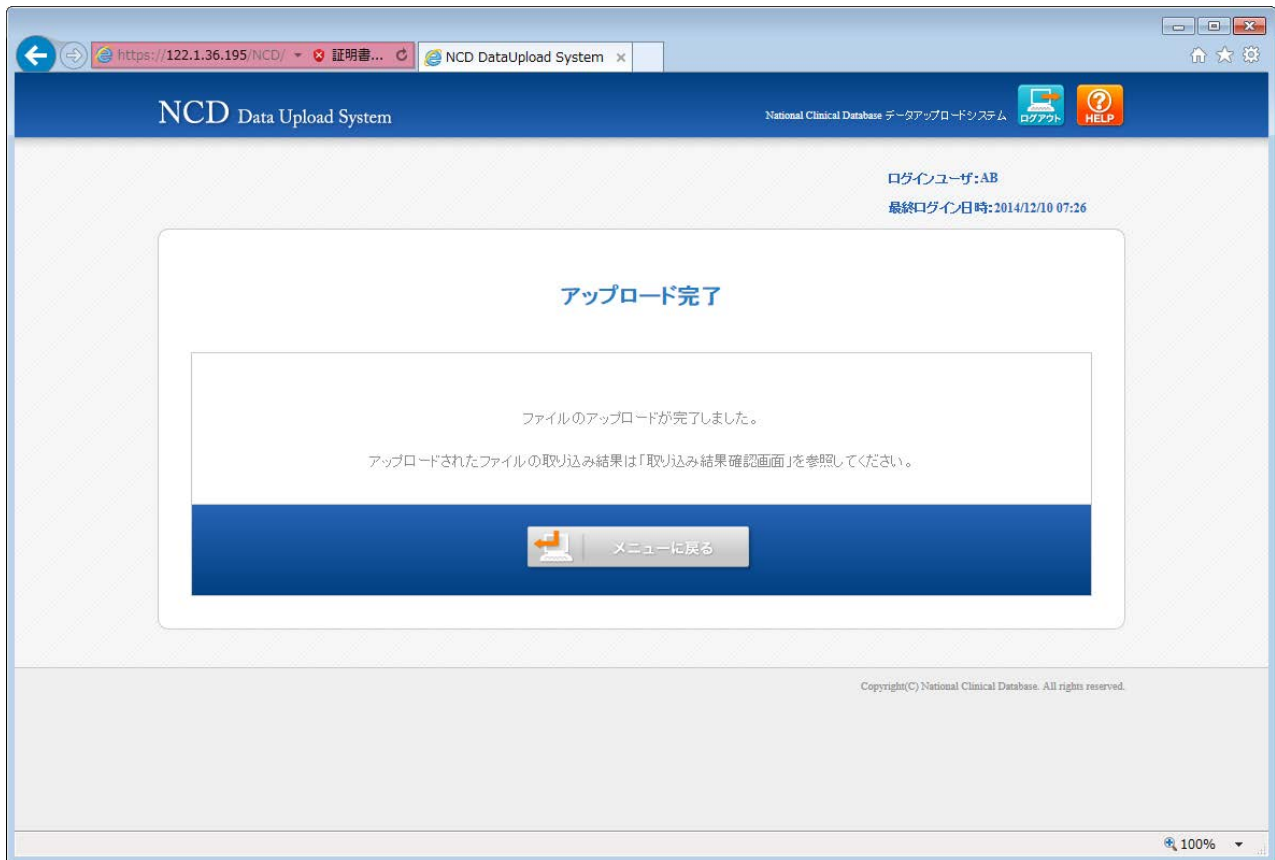 https://122.1.36.195/NCD/ 証明書... NCD DataUpload System
NCD Data Upload System
National Clinical Database データアップロードシステム ログアウト HELP
ログインユーザ:AB
最終ログイン日時:2014/12/10 07:26
アップロード完了
ファイルのアップロードが完了しました。
アップロードされたファイルの取り込み結果は「取り込み結果確認画面」を参照してください。
メニューに戻る
Copyright(C) National Clinical Database. All rights reserved.
100%